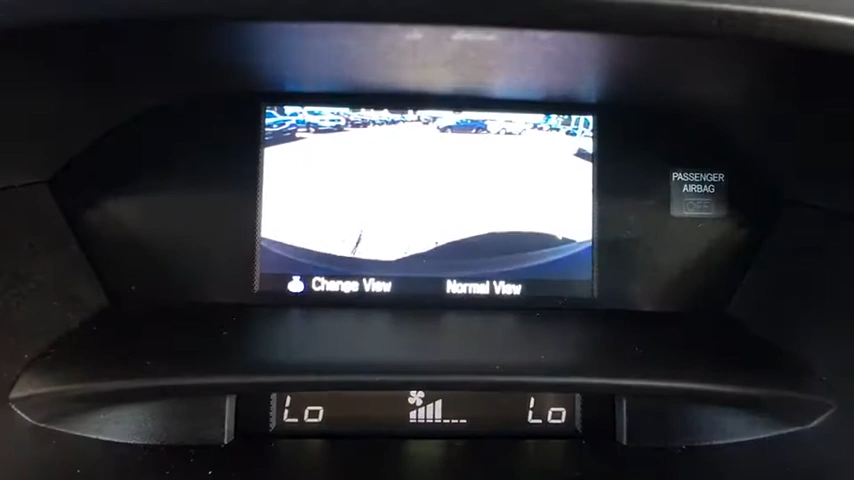 PASSENGER
AIRBAG
OFF
Change View
Normal View
Lo
Lo